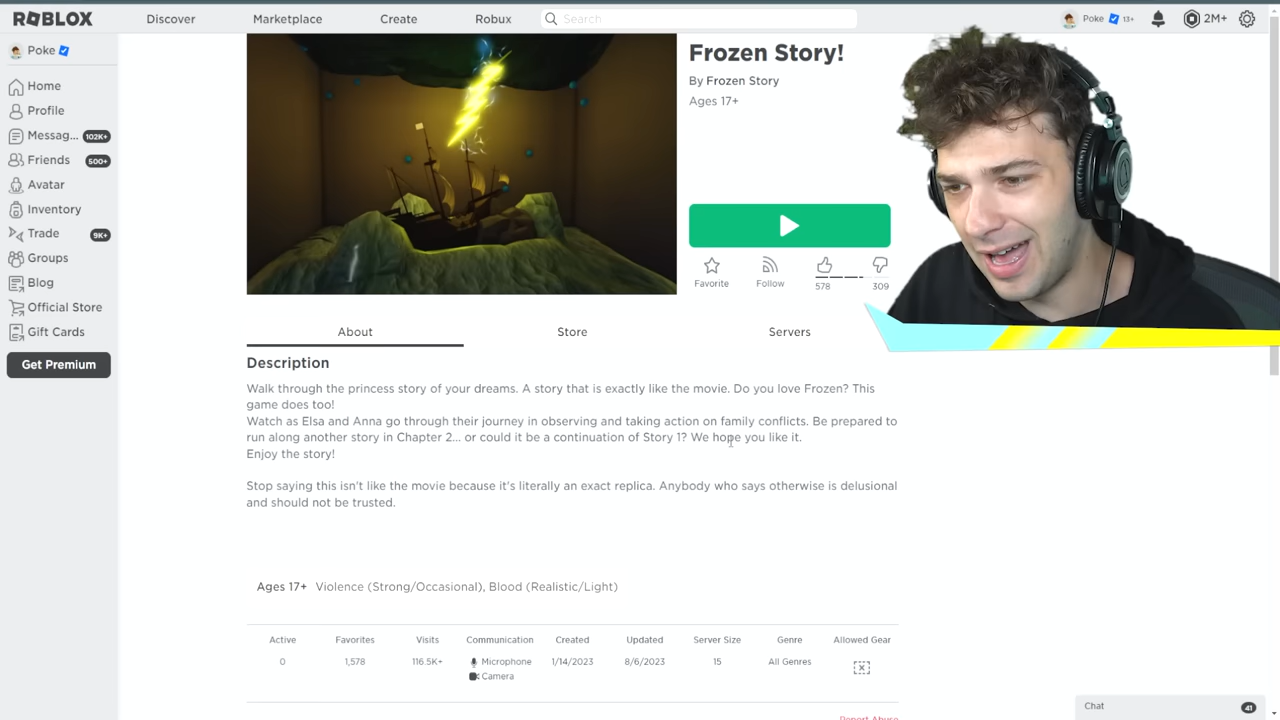 ROBLOX
Discover
Marketplace
Create
Robux
Search
Poke
13+
2M+
Poke
Home
Profile
Messag... 102K+
Friends 500+
Avatar
Inventory
Trade 9K+
Groups
Blog
Official Store
Gift Cards
Get Premium
Frozen Story!
By Frozen Story
Ages 17+
Favorite
Follow
578
309
About
Store
Servers
Description
Walk through the princess story of your dreams. A story that is exactly like the movie. Do you love Frozen? This
game does too!
Watch as Elsa and Anna go through their journey in observing and taking action on family conflicts. Be prepared to
run along another story in Chapter 2... or could it be a continuation of Story 1? We hope you like it.
Enjoy the story!
Stop saying this isn't like the movie because it's literally an exact replica. Anybody who says otherwise is delusional
and should not be trusted.
Ages 17+ Violence (Strong/Occasional), Blood (Realistic/Light)
Active Favorites Visits Communication Created Updated Server Size Genre Allowed Gear
0 1,578 116.5K+ Microphone 1/14/2023 8/6/2023 15 All Genres
Camera
Report Abuse
Chat 41